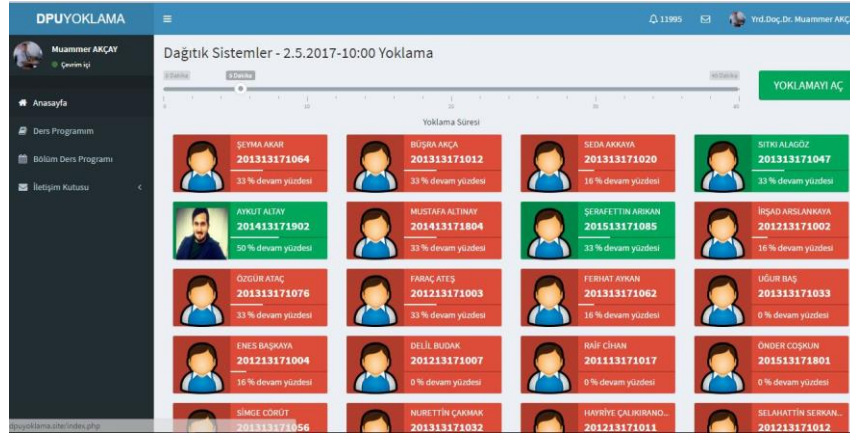 DPUYOKLAMA
11995
Yrd.Doç.Dr. Muammer AKÇA
Muammer AKÇAY
Çevrim içi
Anasayfa
Ders Programım
Bölüm Ders Programı
İletişim Kutusu
Dağıtık Sistemler - 2.5.2017-10:00 Yoklama
0 Dakika
45 Dakika
YOKLAMAYI AÇ
Yoklama Süresi
ŞEYMA AKAR
201313171064
33 % devam yüzdesi
BÜŞRA AKÇA
201313171012
33 % devam yüzdesi
SEDA AKKAYA
201313171020
16 % devam yüzdesi
SITKI ALAGÖZ
201313171047
33 % devam yüzdesi
AYKUT ALTAY
201413171902
50 % devam yüzdesi
MUSTAFA ALTINAY
201413171804
33 % devam yüzdesi
ŞERAFETTIN ARIKAN
201513171085
33 % devam yüzdesi
İRŞAD ARSLANKAYA
201213171002
16 % devam yüzdesi
ÖZGÜR ATAÇ
201313171076
33 % devam yüzdesi
FARAÇ ATEŞ
201213171003
33 % devam yüzdesi
FERHAT AYKAN
201313171062
16 % devam yüzdesi
UĞUR BAŞ
201313171033
0 % devam yüzdesi
ENES BAŞKAYA
201213171004
16 % devam yüzdesi
DELİL BUDAK
201213171007
0 % devam yüzdesi
RAİF CİHAN
201113171017
0 % devam yüzdesi
ÖNDER COŞKUN
201513171801
0 % devam yüzdesi
SİMGE CÖRÜT
201313171056
NURETTİN ÇAKMAK
201313171032
HAYRİYE ÇALIKIRANO...
201213171011
SELAHATTİN SERKAN...
201213171012
dpuyoklama.site/index.php